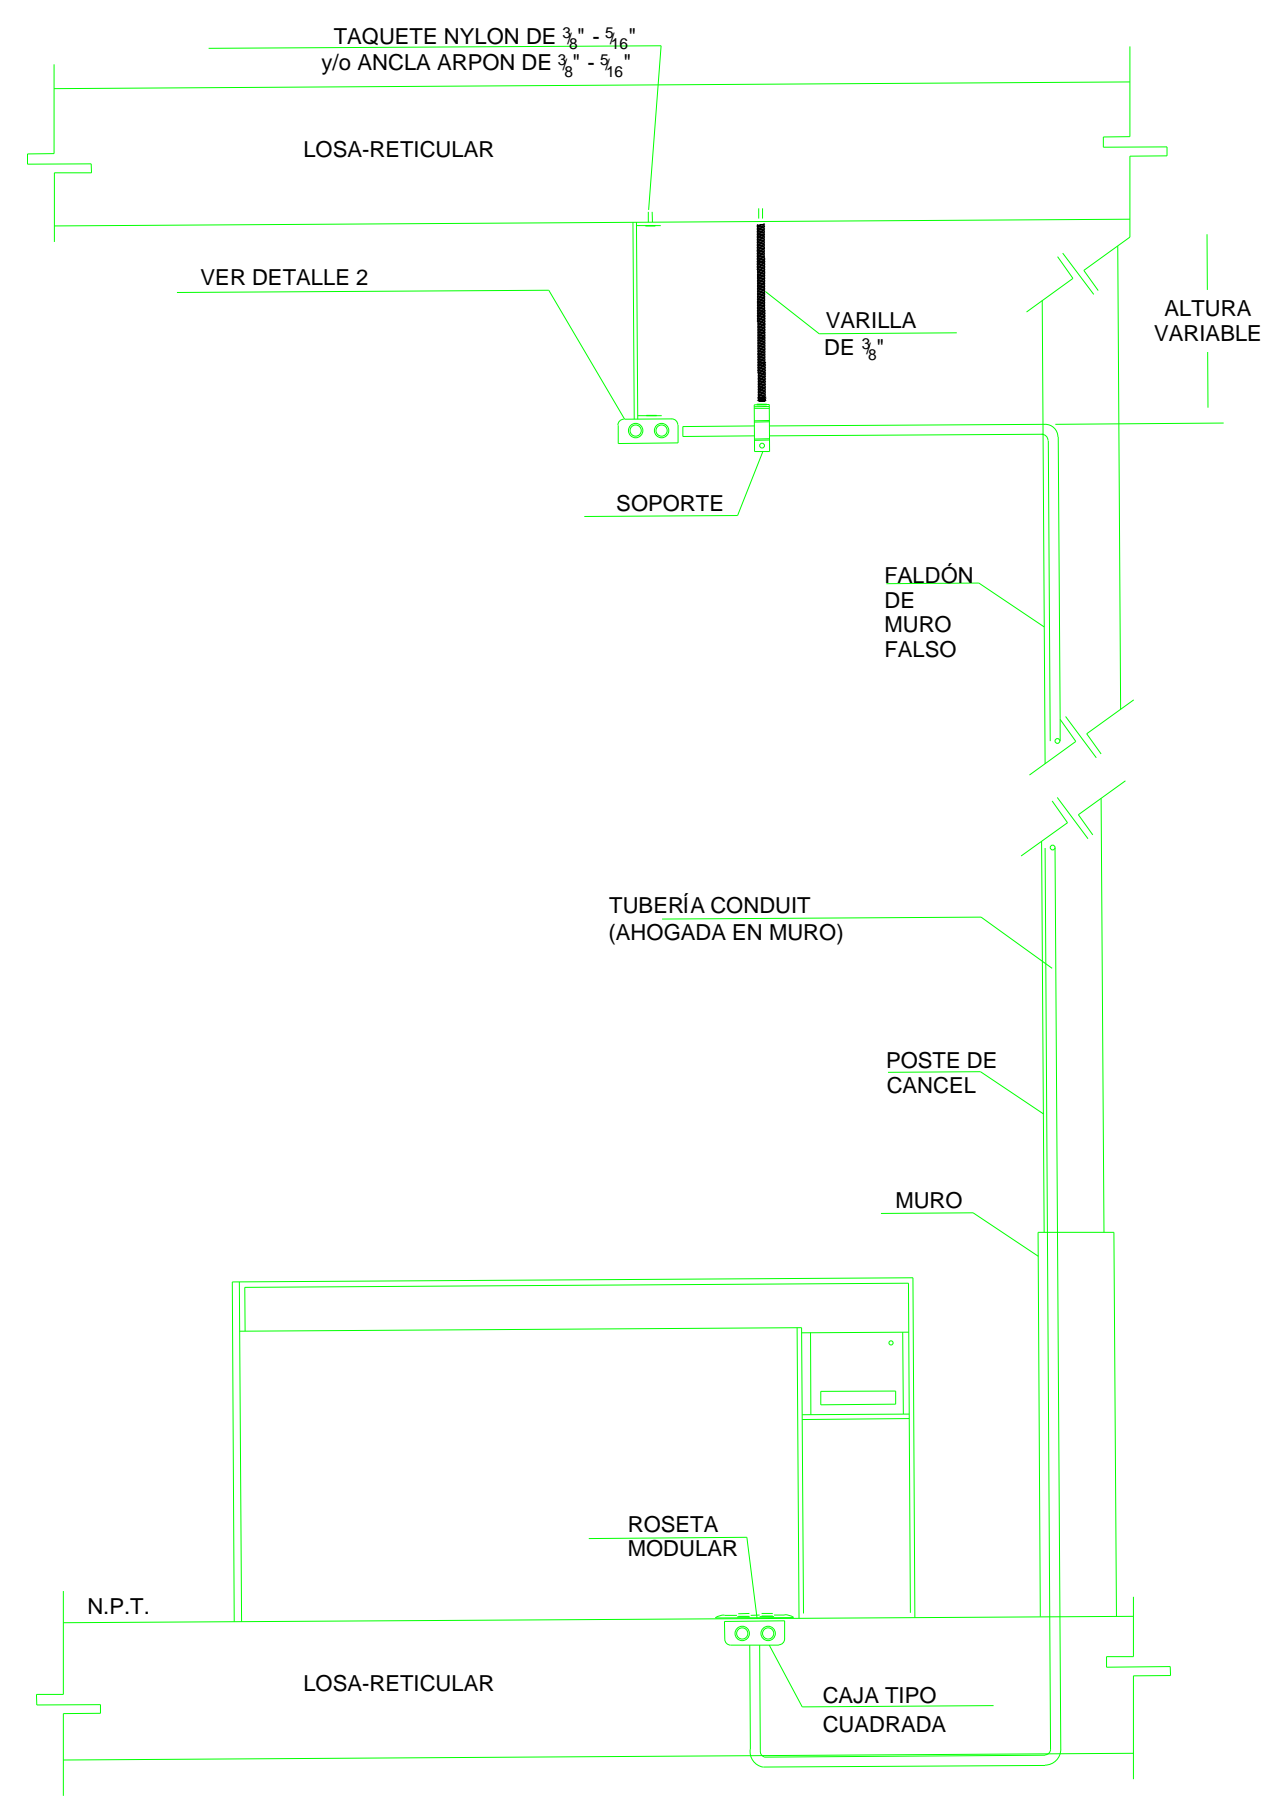 TAQUETE NYLON DE 3/8" - 5/16"
y/o ANCLA ARPON DE 3/8" - 5/16"
LOSA-RETICULAR
VER DETALLE 2
VARILLA
DE 3/8"
ALTURA
VARIABLE
SOPORTE
FALDÓN
DE
MURO
FALSO
TUBERÍA CONDUIT
(AHOGADA EN MURO)
POSTE DE
CANCEL
MURO
ROSETA
MODULAR
N.P.T.
LOSA-RETICULAR
CAJA TIPO
CUADRADA